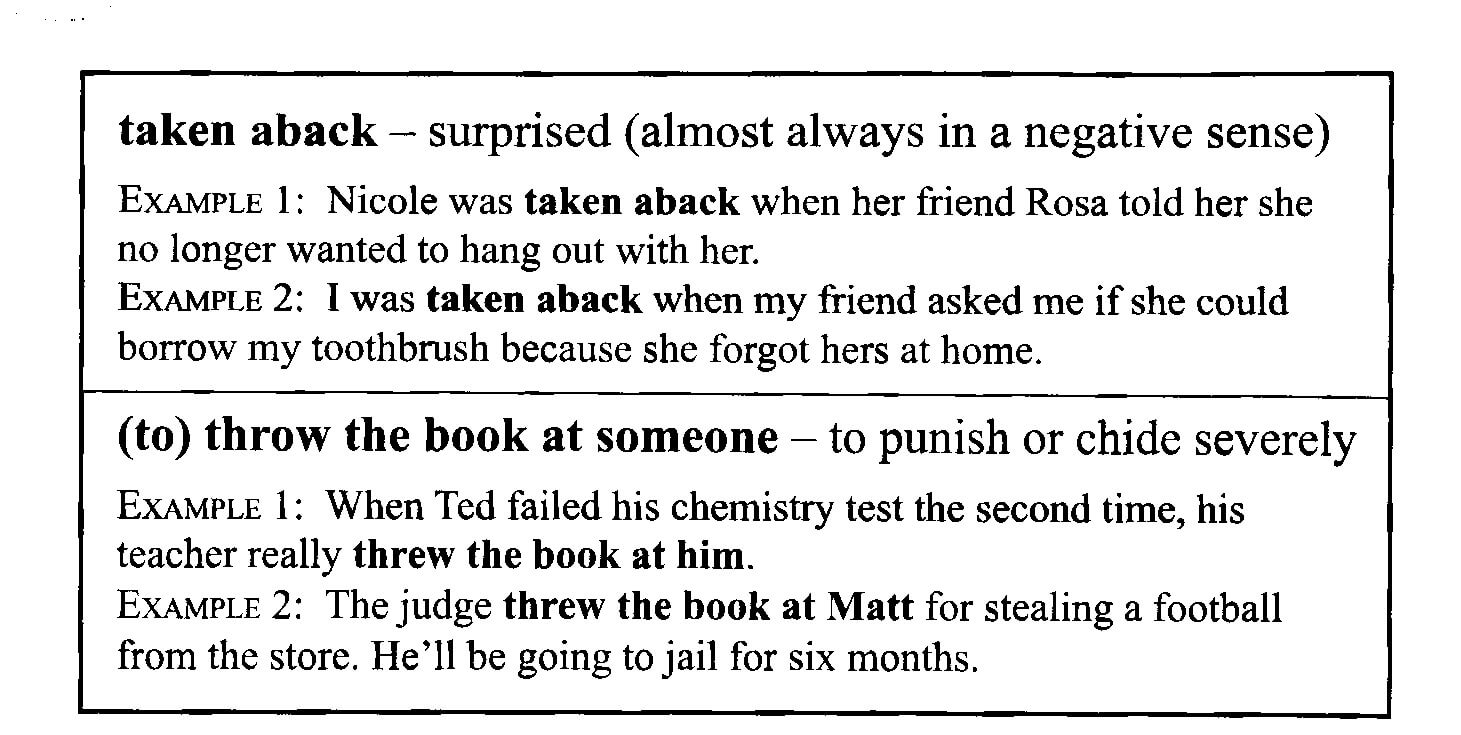 taken aback – surprised (almost always in a negative sense)
EXAMPLE 1: Nicole was taken aback when her friend Rosa told her she
no longer wanted to hang out with her.
EXAMPLE 2: I was taken aback when my friend asked me if she could
borrow my toothbrush because she forgot hers at home.
(to) throw the book at someone – to punish or chide severely
EXAMPLE 1: When Ted failed his chemistry test the second time, his
teacher really threw the book at him.
EXAMPLE 2: The judge threw the book at Matt for stealing a football
from the store. He’ll be going to jail for six months.